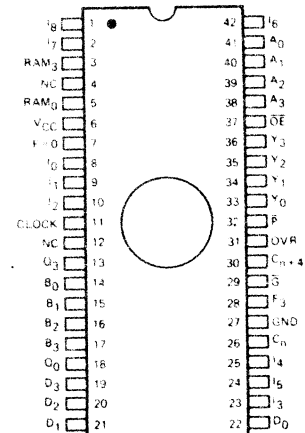 I8 1 42 I6
I7 2 41 A0
RAM3 3 40 A1
NC 4 39 A2
RAM0 5 38 A3
VCC 6 37 O̅E̅
F=0 7 36 Y3
I0 8 35 Y2
I1 9 34 Y1
I2 10 33 Y0
CLOCK 11 32 P̅
NC 12 31 OVR
Q3 13 30 Cn+4
B0 14 29 G̅
B1 15 28 F3
B2 16 27 GND
B3 17 26 Cn
Q0 18 25 I4
D3 19 24 I5
D2 20 23 I3
D1 21 22 D0